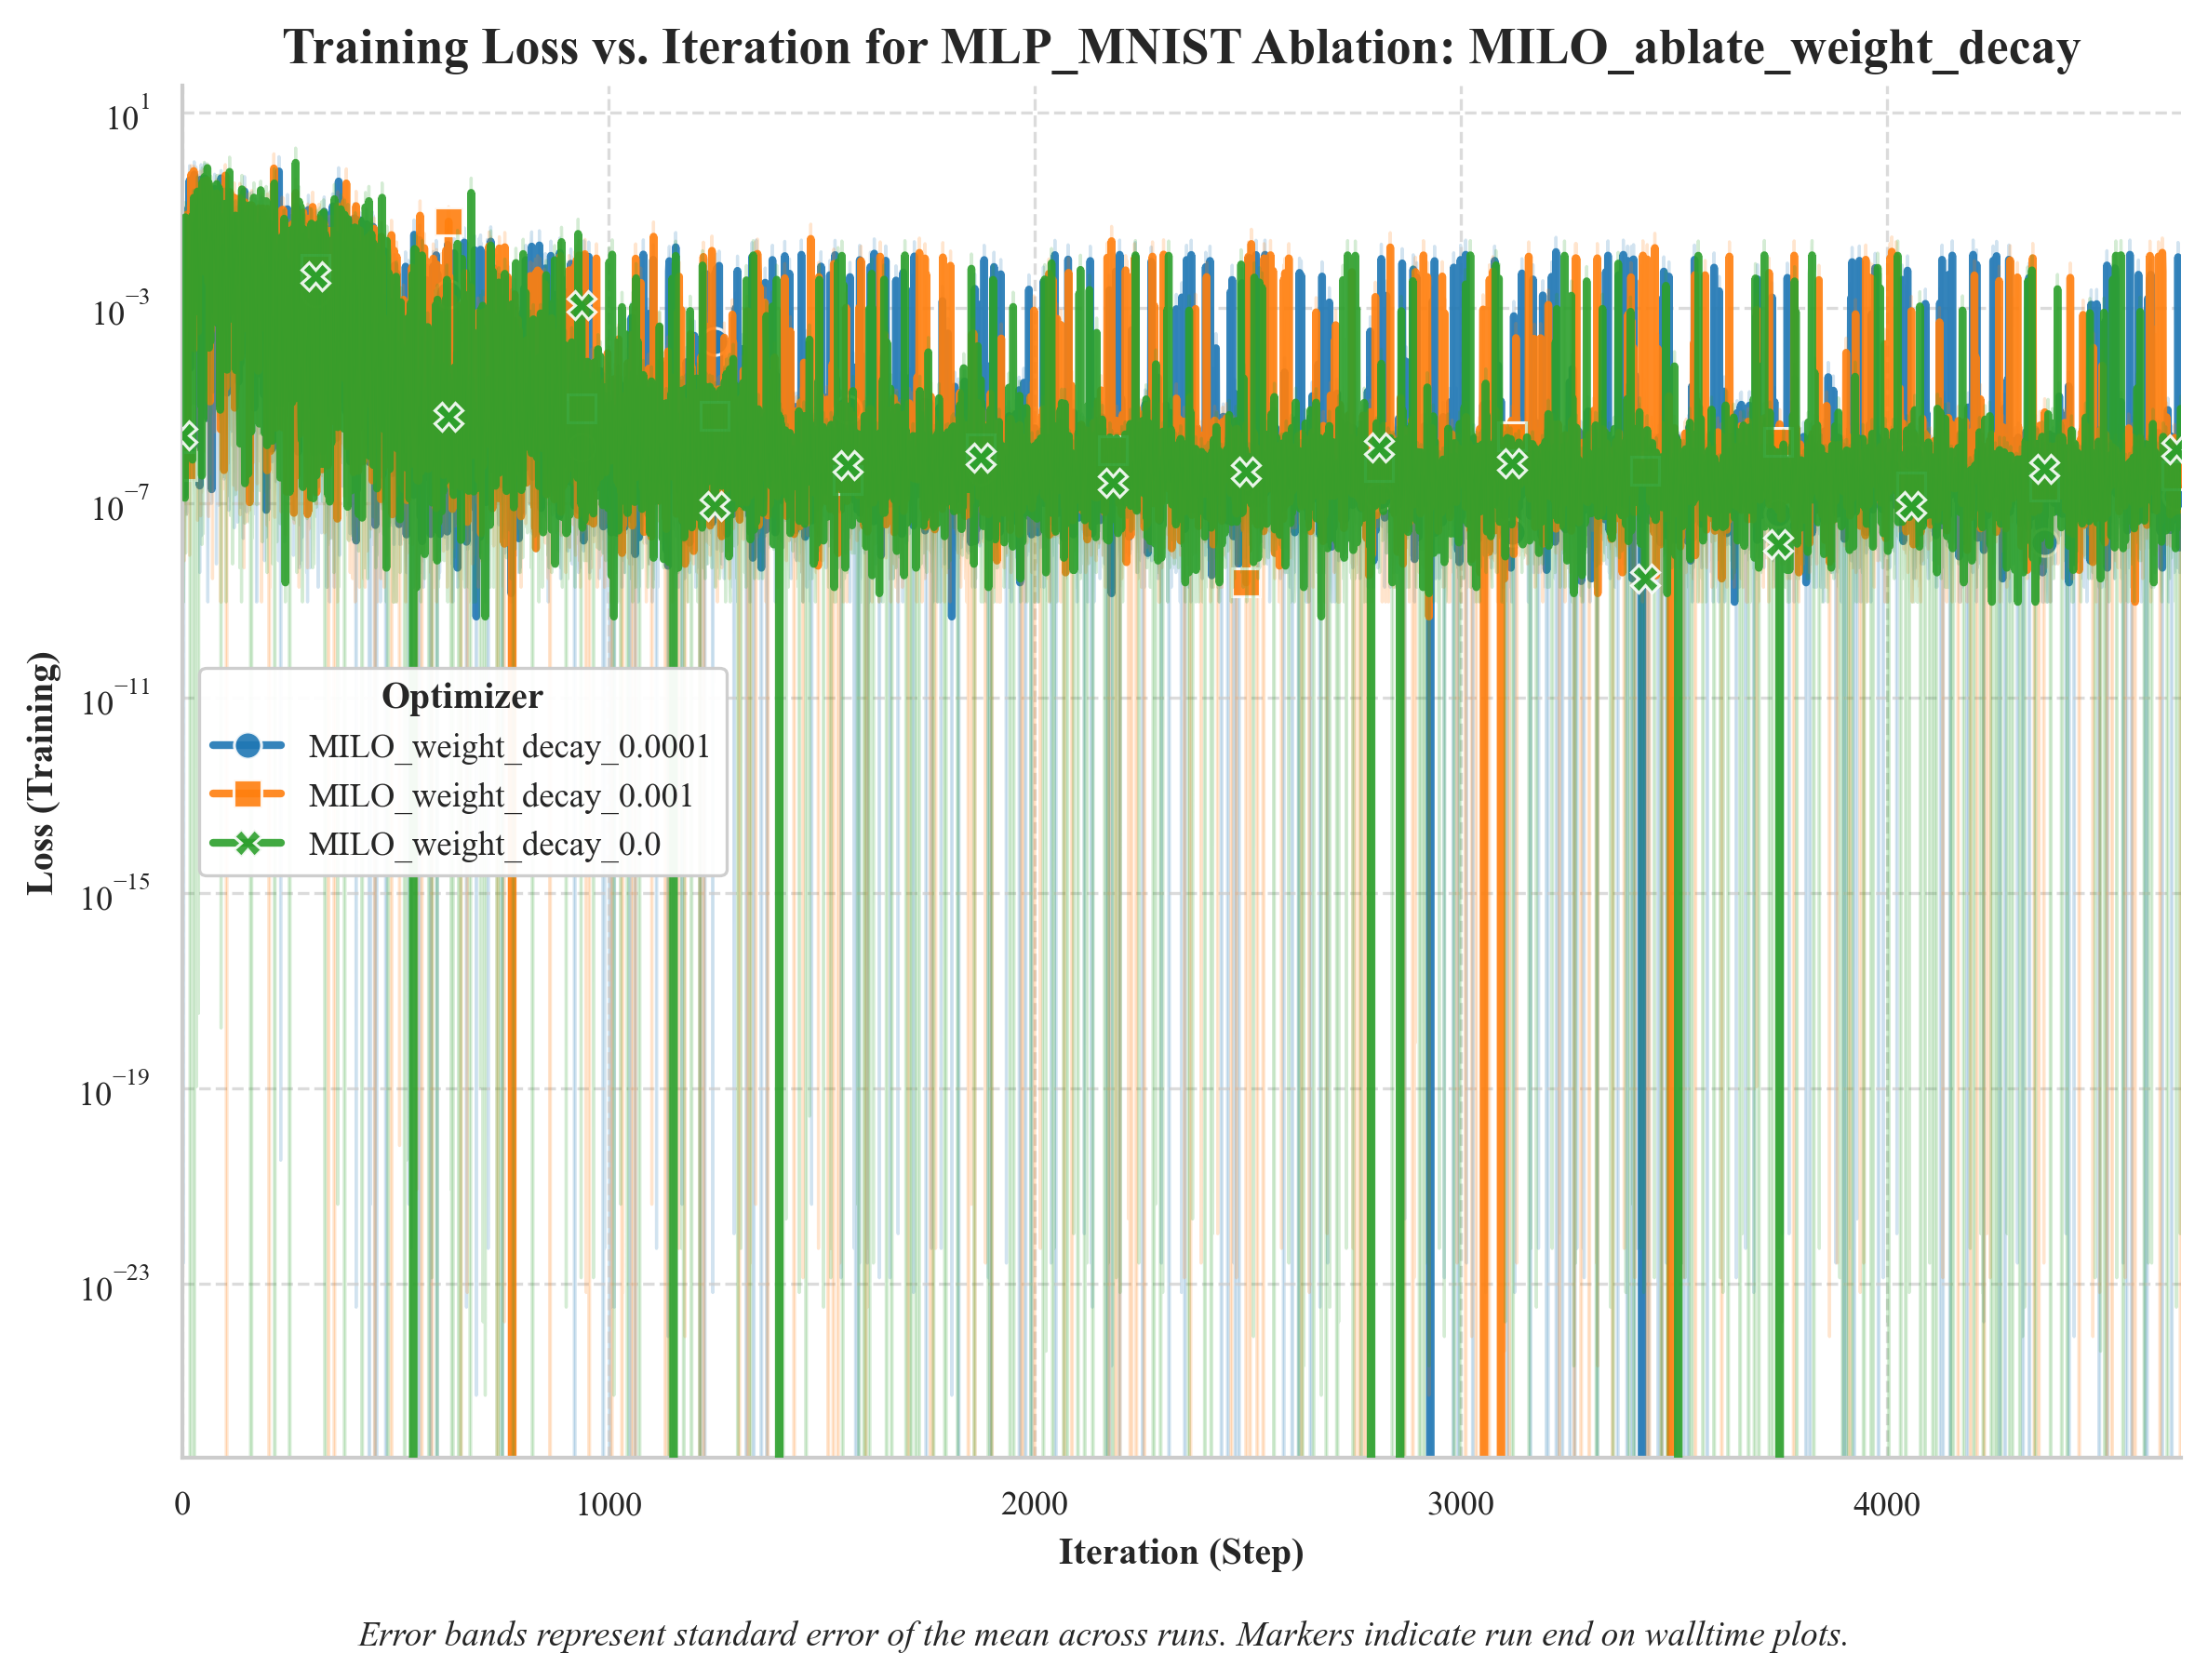 Training Loss vs. Iteration for MLP_MNIST Ablation: MILO_ablate_weight_decay
10^1
10^−3
10^−7
10^−11
10^−15
10^−19
10^−23
Loss (Training)
Optimizer
MILO_weight_decay_0.0001
MILO_weight_decay_0.001
MILO_weight_decay_0.0
0 1000 2000 3000 4000
Iteration (Step)
Error bands represent standard error of the mean across runs. Markers indicate run end on walltime plots.